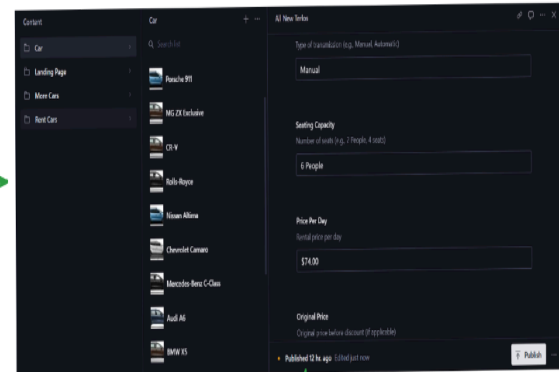 Content
Car
Landing Page
More Cars
Rent Cars
Car
Search list
Porsche 911
MG ZX Exclusive
CR-V
Rolls-Royce
Nissan Altima
Chevrolet Camaro
Mercedes-Benz C-Class
Audi A6
BMW X5
All New Terios
Type of transmission (e.g., Manual, Automatic)
Manual
Seating Capacity
Number of seats (e.g., 2 People, 4 seats)
6 People
Price Per Day
Rental price per day
$74.00
Original Price
Original price before discount (if applicable)
Published 12 hr. ago Edited just now
Publish